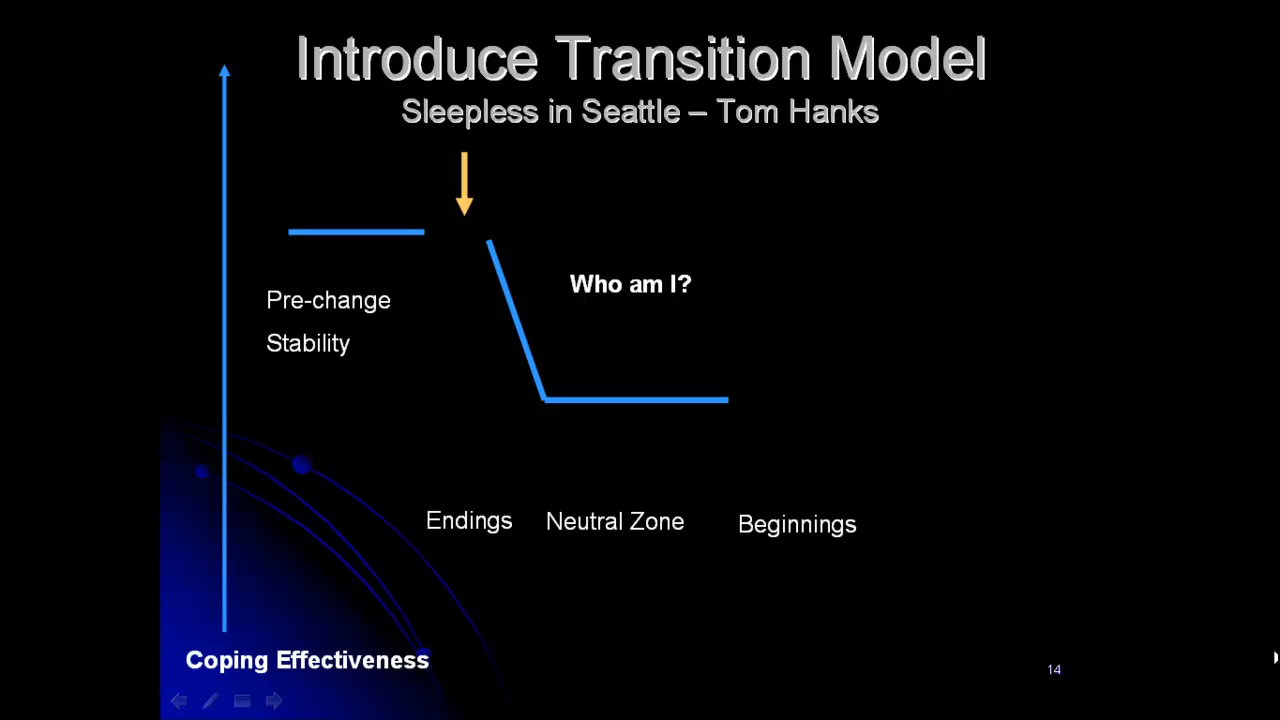 Introduce Transition Model
Sleepless in Seattle – Tom Hanks
Who am I?
Pre-change
Stability
Endings
Neutral Zone
Beginnings
Coping Effectiveness
14